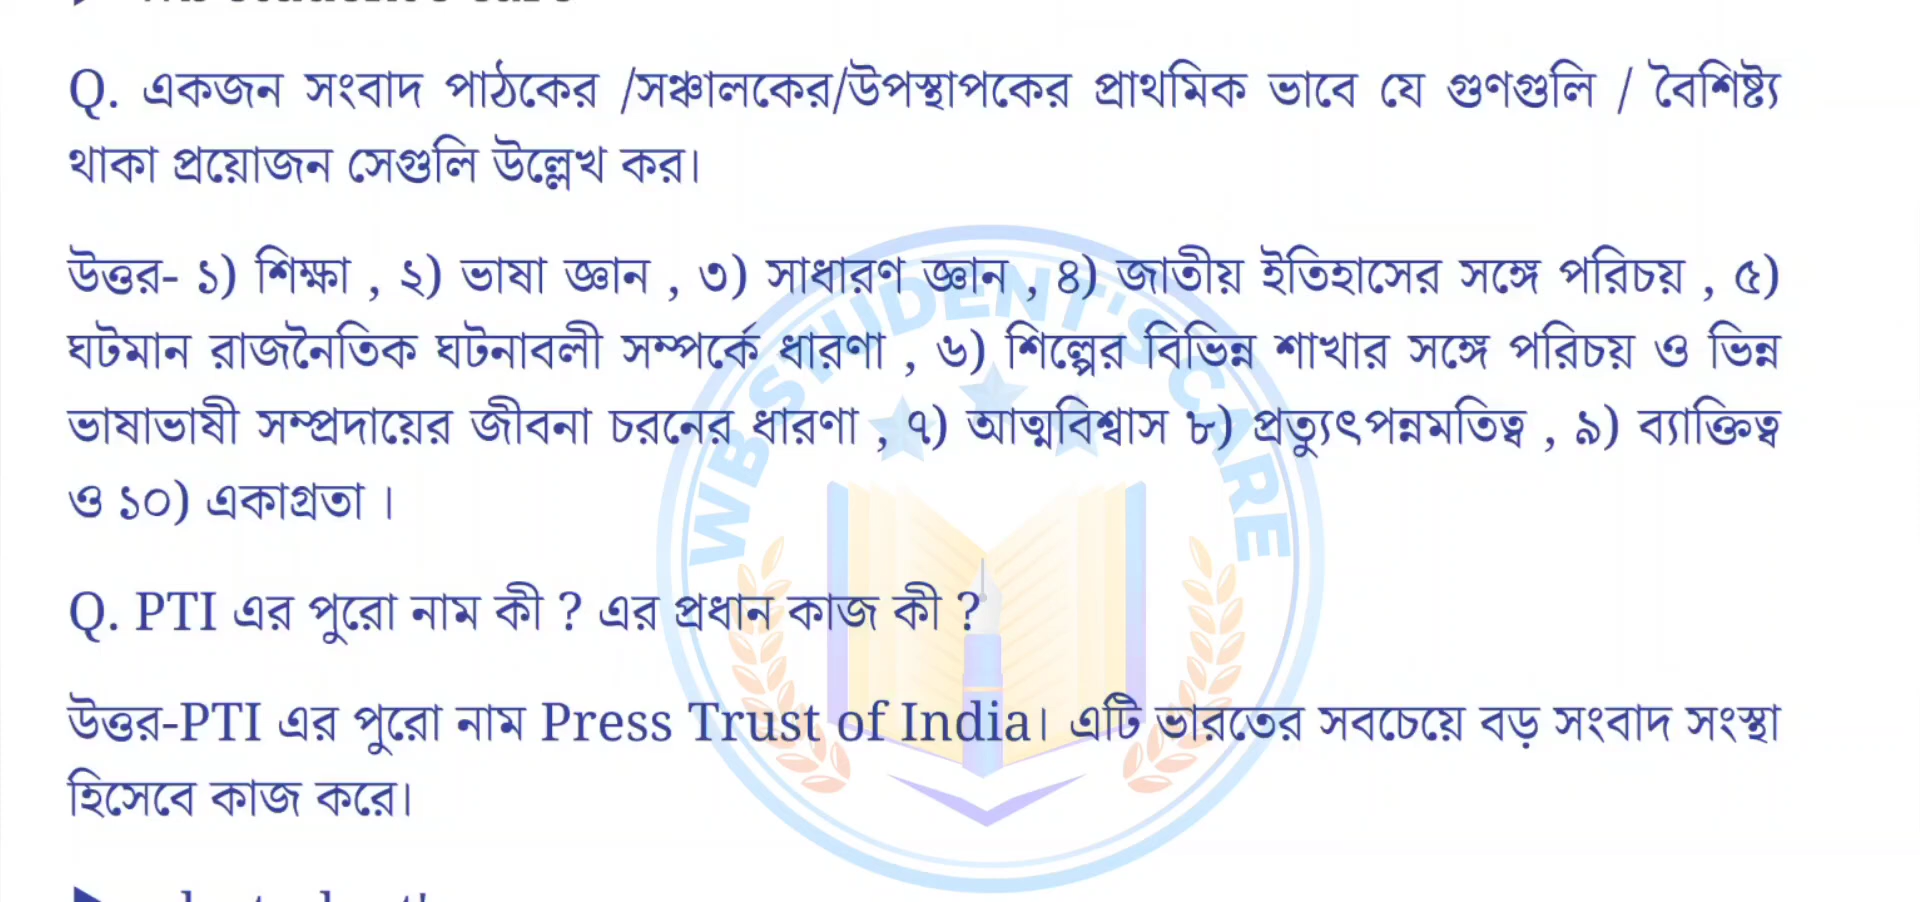 Q. একজন সংবাদ পাঠকের /সঞ্চালকের/উপস্থাপকের প্রাথমিক ভাবে যে গুণগুলি / বৈশিষ্ট্য
থাকা প্রয়োজন সেগুলি উল্লেখ কর।
উত্তর- ১) শিক্ষা , ২) ভাষা জ্ঞান , ৩) সাধারণ জ্ঞান , ৪) জাতীয় ইতিহাসের সঙ্গে পরিচয় , ৫)
ঘটমান রাজনৈতিক ঘটনাবলী সম্পর্কে ধারণা , ৬) শিল্পের বিভিন্ন শাখার সঙ্গে পরিচয় ও ভিন্ন
ভাষাভাষী সম্প্রদায়ের জীবনা চরনের ধারণা , ৭) আত্মবিশ্বাস ৮) প্রত্যুৎপন্নমতিত্ব , ৯) ব্যাক্তিত্ব
ও ১০) একাগ্রতা ।
Q. PTI এর পুরো নাম কী ? এর প্রধান কাজ কী ?
উত্তর-PTI এর পুরো নাম Press Trust of India। এটি ভারতের সবচেয়ে বড় সংবাদ সংস্থা
হিসেবে কাজ করে।
WB STUDENT'S CARE